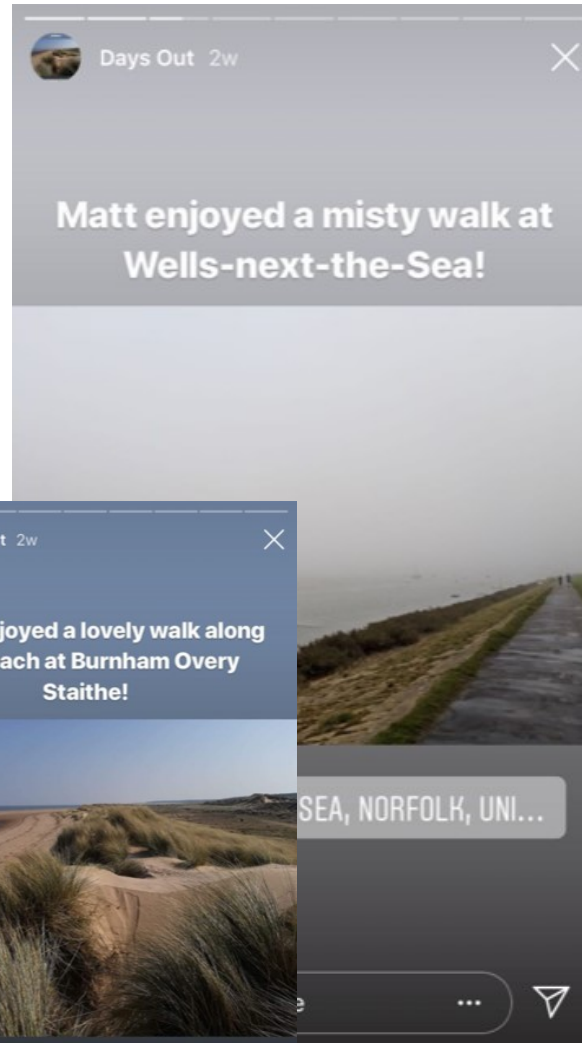 Days Out 2w
Matt enjoyed a misty walk at
Wells-next-the-Sea!
2w
joyed a lovely walk along
ach at Burnham Overy
Staithe!
SEA, NORFOLK, UNI...